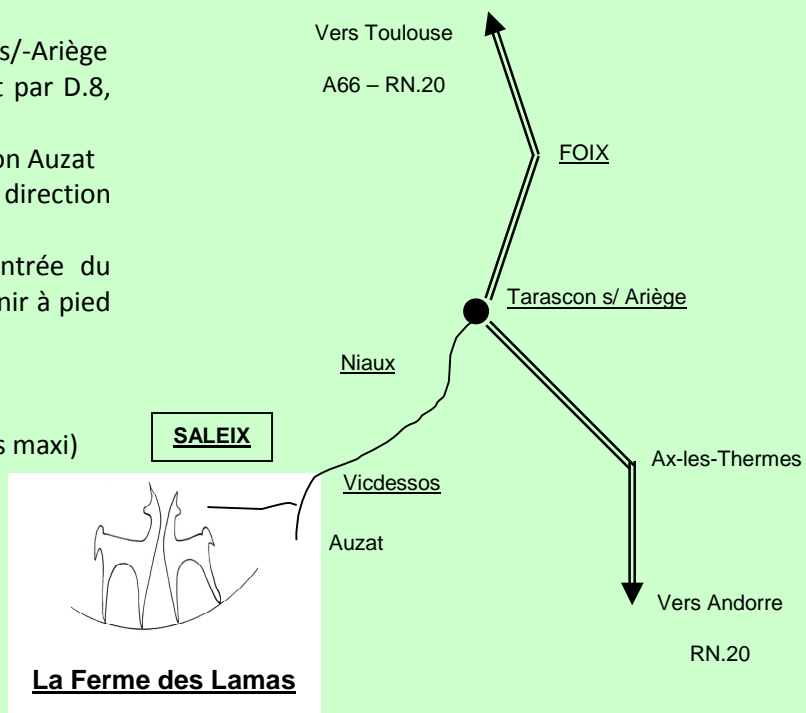 s/-Ariège
t par D.8,
on Auzat
direction
ntrée du
nir à pied
s maxi)
Vers Toulouse
A66 – RN.20
FOIX
Tarascon s/ Ariège
Niaux
SALEIX
Vicdessos
Auzat
Ax-les-Thermes
Vers Andorre
RN.20
La Ferme des Lamas